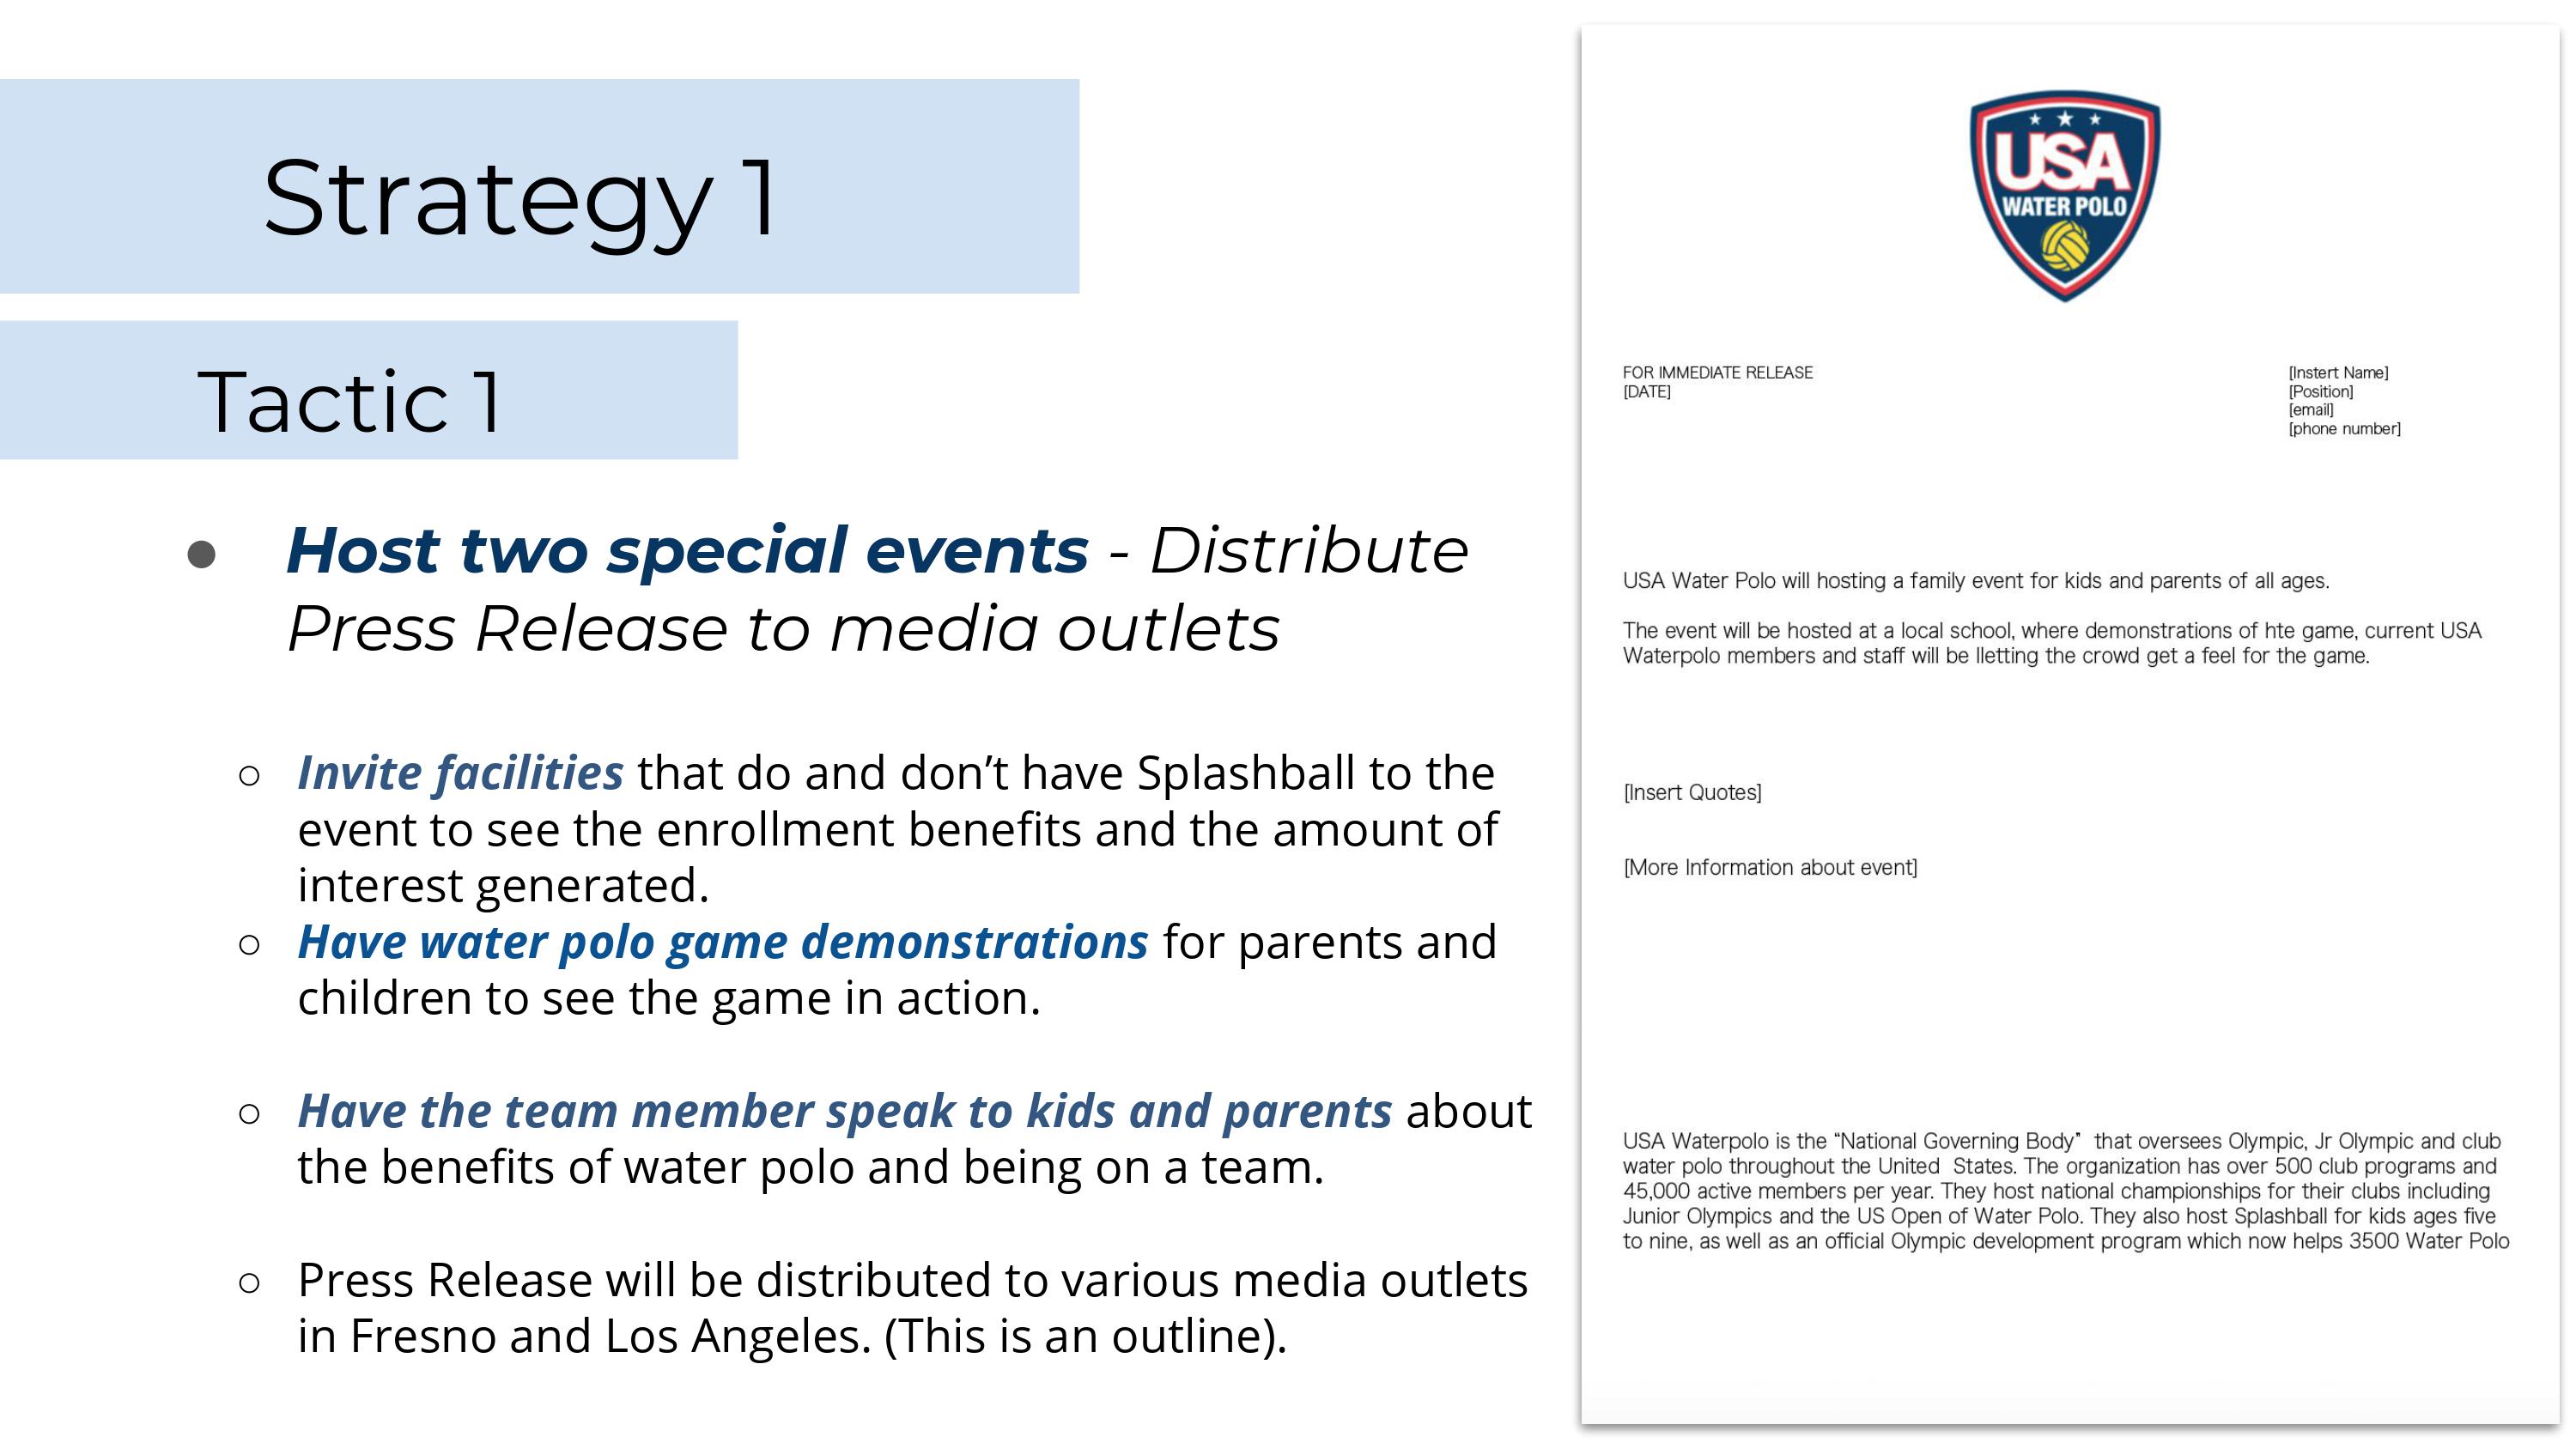 Strategy 1
Tactic 1
● Host two special events - Distribute
Press Release to media outlets
○ Invite facilities that do and don’t have Splashball to the
event to see the enrollment benefits and the amount of
interest generated.
○ Have water polo game demonstrations for parents and
children to see the game in action.
○ Have the team member speak to kids and parents about
the benefits of water polo and being on a team.
○ Press Release will be distributed to various media outlets
in Fresno and Los Angeles. (This is an outline).
USA
WATER POLO
FOR IMMEDIATE RELEASE
[DATE]
[Instert Name]
[Position]
[email]
[phone number]
USA Water Polo will hosting a family event for kids and parents of all ages.
The event will be hosted at a local school, where demonstrations of hte game, current USA
Waterpolo members and staff will be lletting the crowd get a feel for the game.
[Insert Quotes]
[More Information about event]
USA Waterpolo is the “National Governing Body” that oversees Olympic, Jr Olympic and club
water polo throughout the United States. The organization has over 500 club programs and
45,000 active members per year. They host national championships for their clubs including
Junior Olympics and the US Open of Water Polo. They also host Splashball for kids ages five
to nine, as well as an official Olympic development program which now helps 3500 Water Polo